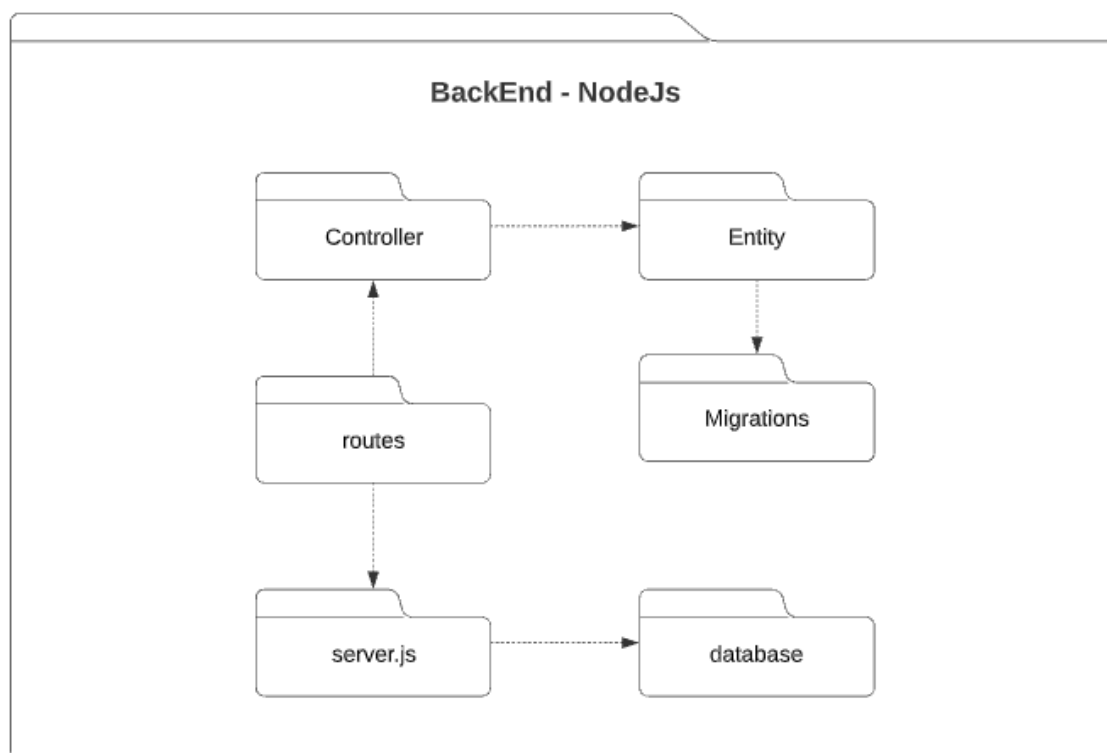 BackEnd - NodeJs
Controller
Entity
routes
Migrations
server.js
database